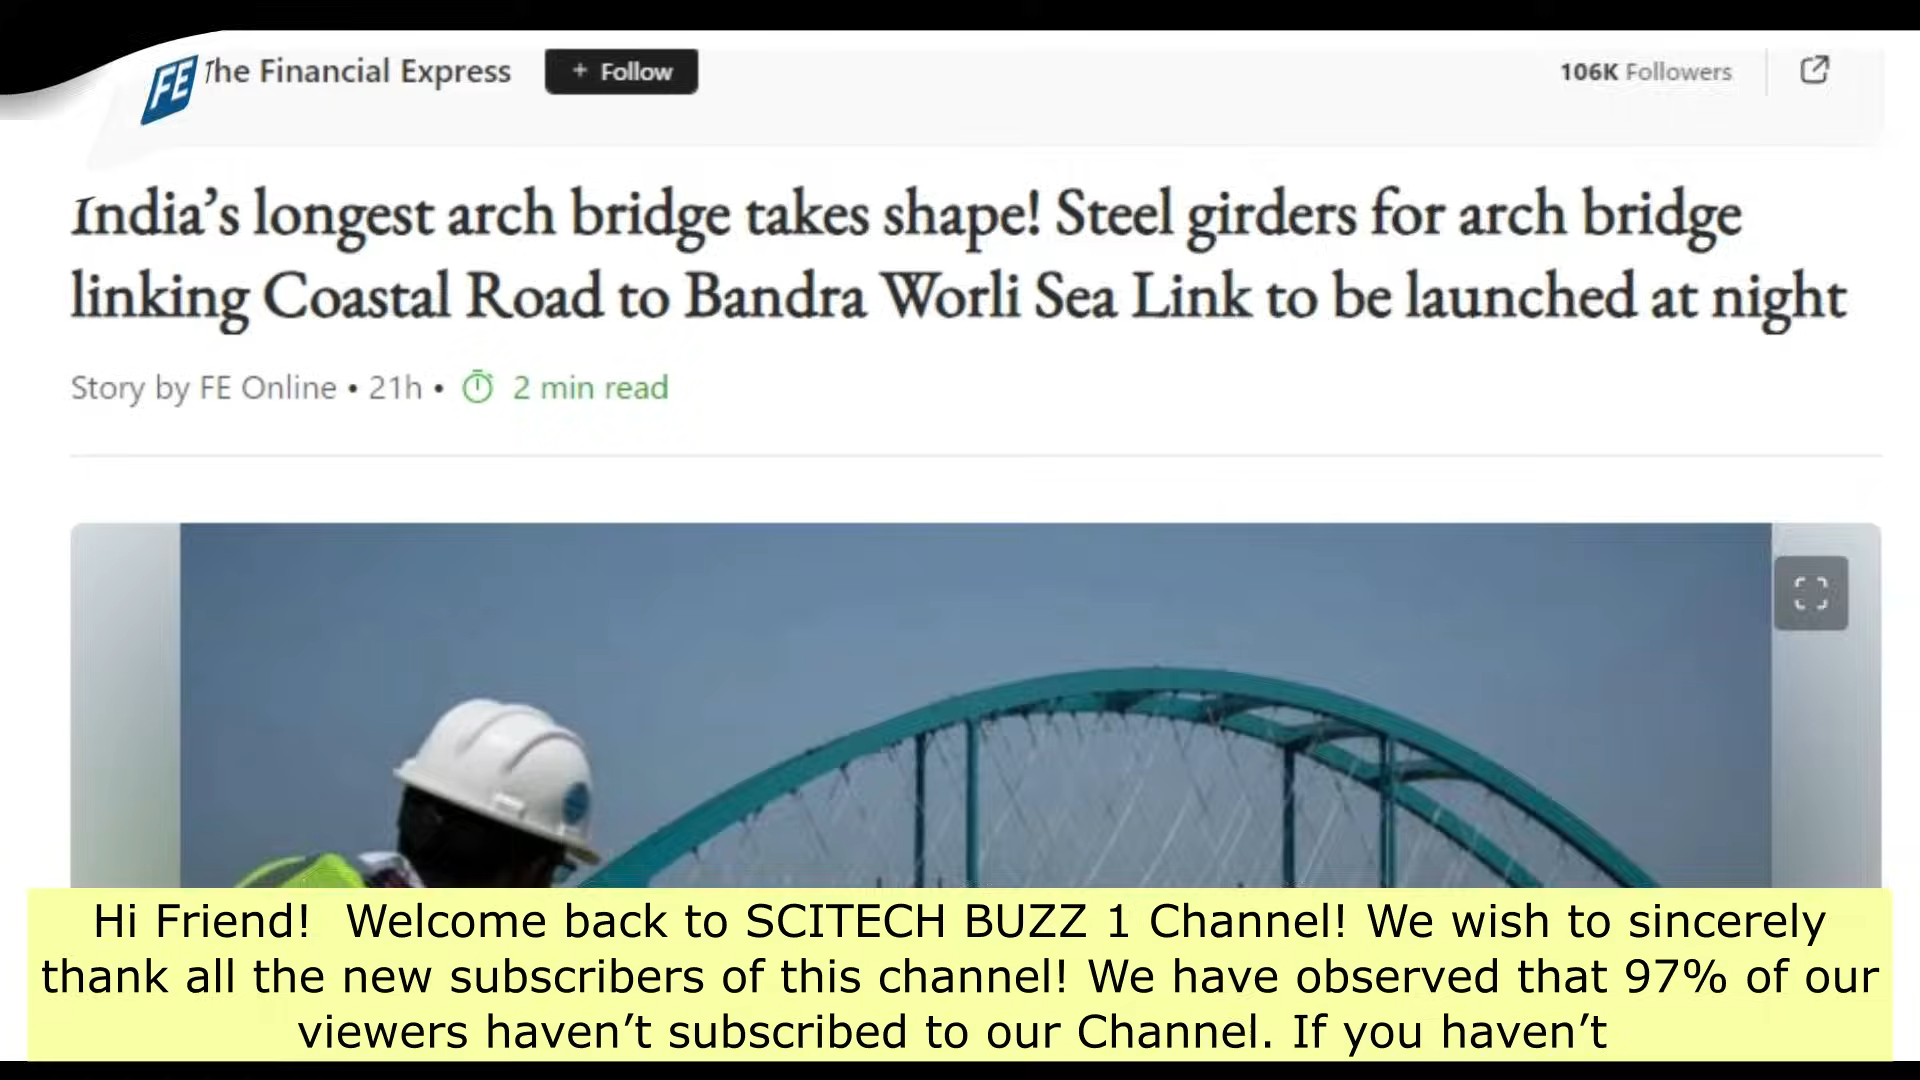 FE The Financial Express + Follow 106K Followers
India’s longest arch bridge takes shape! Steel girders for arch bridge
linking Coastal Road to Bandra Worli Sea Link to be launched at night
Story by FE Online • 21h • 2 min read
Hi Friend!  Welcome back to SCITECH BUZZ 1 Channel! We wish to sincerely
thank all the new subscribers of this channel! We have observed that 97% of our
viewers haven’t subscribed to our Channel. If you haven’t